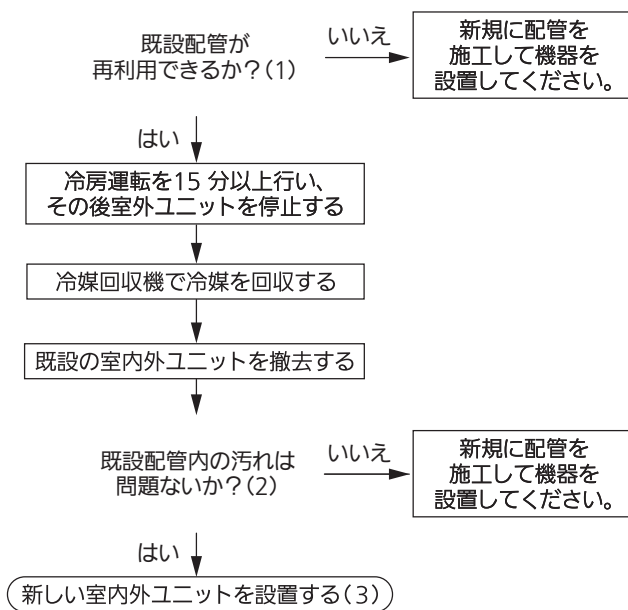 既設配管が
再利用できるか？(1)
いいえ
新規に配管を
施工して機器を
設置してください。
はい
冷房運転を15 分以上行い、
その後室外ユニットを停止する
冷媒回収機で冷媒を回収する
既設の室内外ユニットを撤去する
既設配管内の汚れは
問題ないか？(2)
いいえ
新規に配管を
施工して機器を
設置してください。
はい
新しい室内外ユニットを設置する(3)